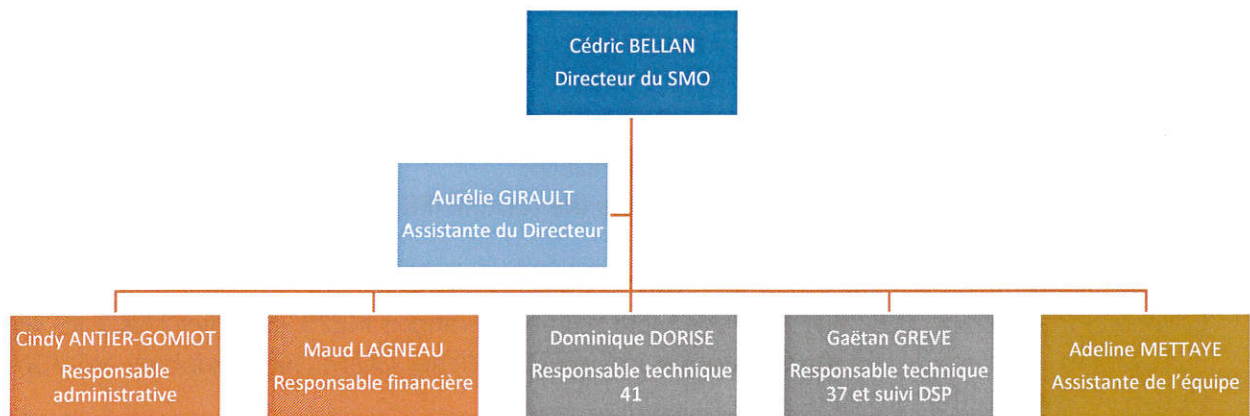 Cédric BELLAN
Directeur du SMO
Aurélie GIRAULT
Assistante du Directeur
Cindy ANTIER-GOMIOT
Responsable
administrative
Maud LAGNEAU
Responsable financière
Dominique DORISE
Responsable technique
41
Gaëtan GREVE
Responsable technique
37 et suivi DSP
Adeline METTAYE
Assistante de l'équipe